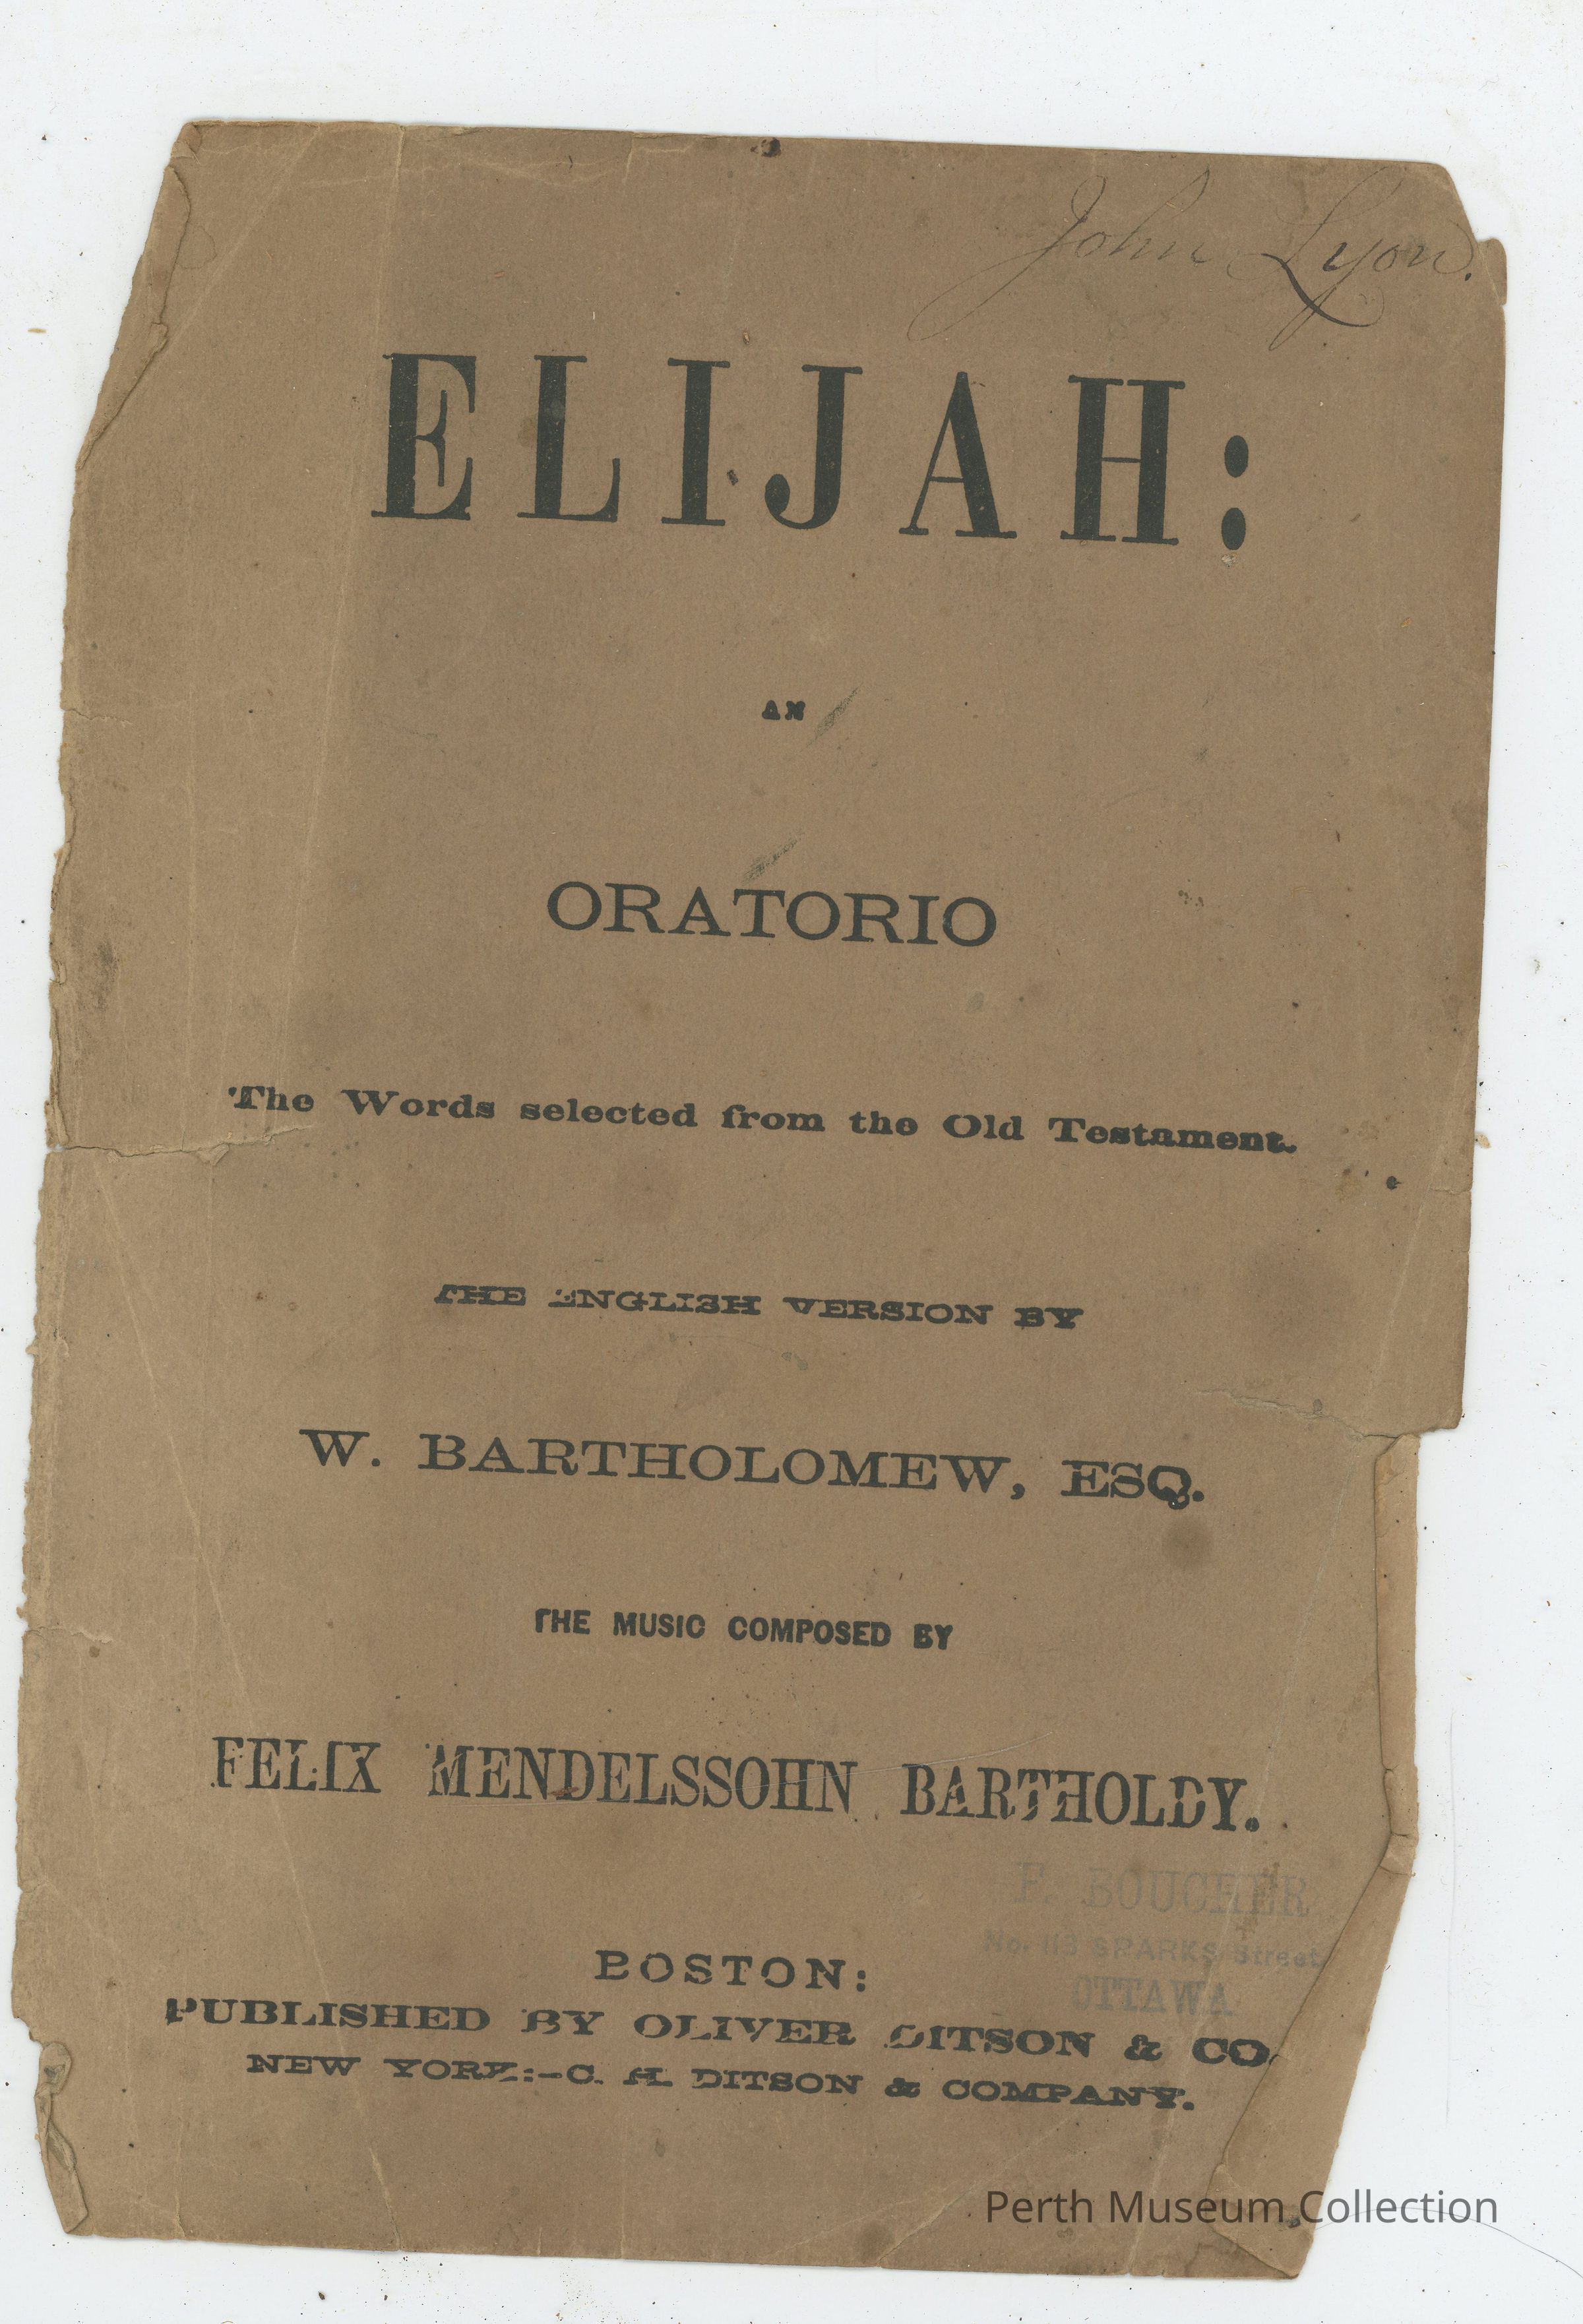 John Lyon.
ELIJAH:
AN
ORATORIO
The Words selected from the Old Testament.
THE ENGLISH VERSION BY
W. BARTHOLOMEW, ESQ.
THE MUSIC COMPOSED BY
FELIX MENDELSSOHN BARTHOLDY.
F. BOUCHER
No. 113 SPARKS Street
OTTAWA
BOSTON:
PUBLISHED BY OLIVER DITSON & CO.
NEW YORK:—C. H. DITSON & COMPANY.
Perth Museum Collection